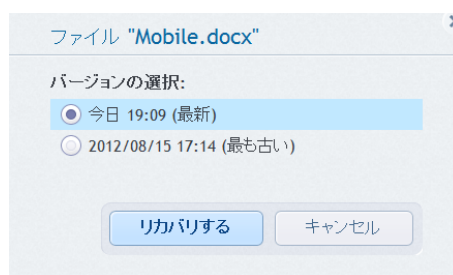 ファイル "Mobile.docx"
バージョンの選択:
今日 19:09 (最新)
2012/08/15 17:14 (最も古い)
リカバリする
キャンセル